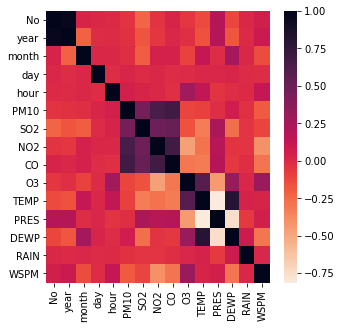 No
year
month
day
hour
PM10
SO2
NO2
CO
O3
TEMP
PRES
DEWP
RAIN
WSPM
No
year
month
day
hour
PM10
SO2
NO2
CO
O3
TEMP
PRES
DEWP
RAIN
WSPM
1.00
0.75
0.50
0.25
0.00
−0.25
−0.50
−0.75